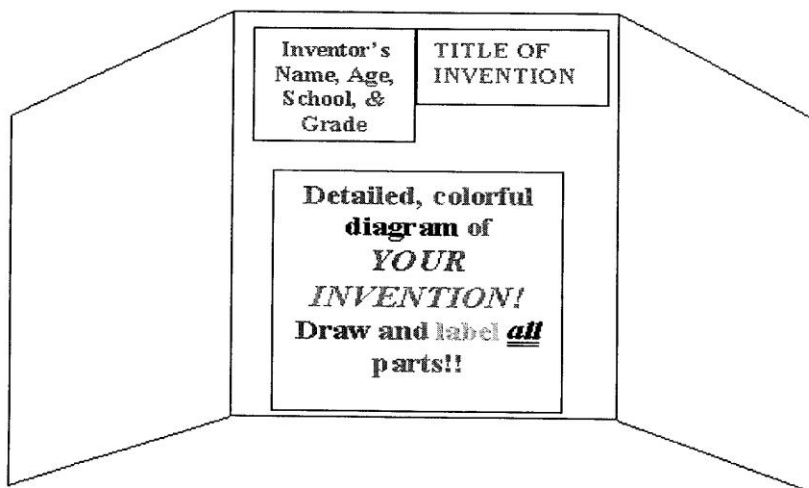 Inventor's
Name, Age,
School, &
Grade
TITLE OF
INVENTION
Detailed, colorful
diagram of
YOUR
INVENTION!
Draw and label all
parts!!